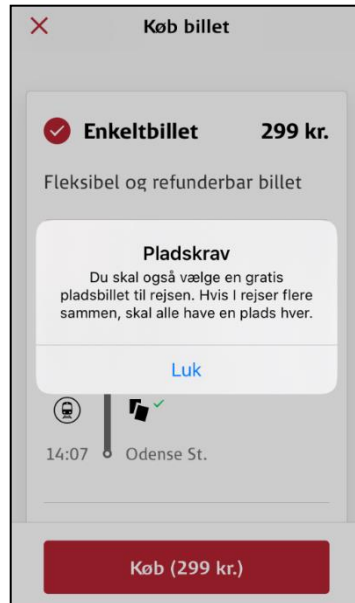 Køb billet
Enkeltbillet 299 kr.
Fleksibel og refunderbar billet
Pladskrav
Du skal også vælge en gratis
pladsbillet til rejsen. Hvis I rejser flere
sammen, skal alle have en plads hver.
Luk
14:07 Odense St.
Køb (299 kr.)